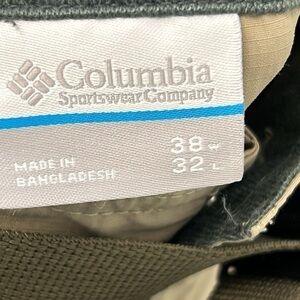 Columbia
Sportswear Company
38 W
MADE IN
32 L
BANGLADESH